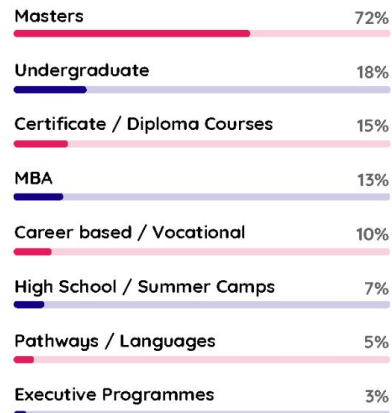 Masters 72%
Undergraduate 18%
Certificate / Diploma Courses 15%
MBA 13%
Career based / Vocational 10%
High School / Summer Camps 7%
Pathways / Languages 5%
Executive Programmes 3%